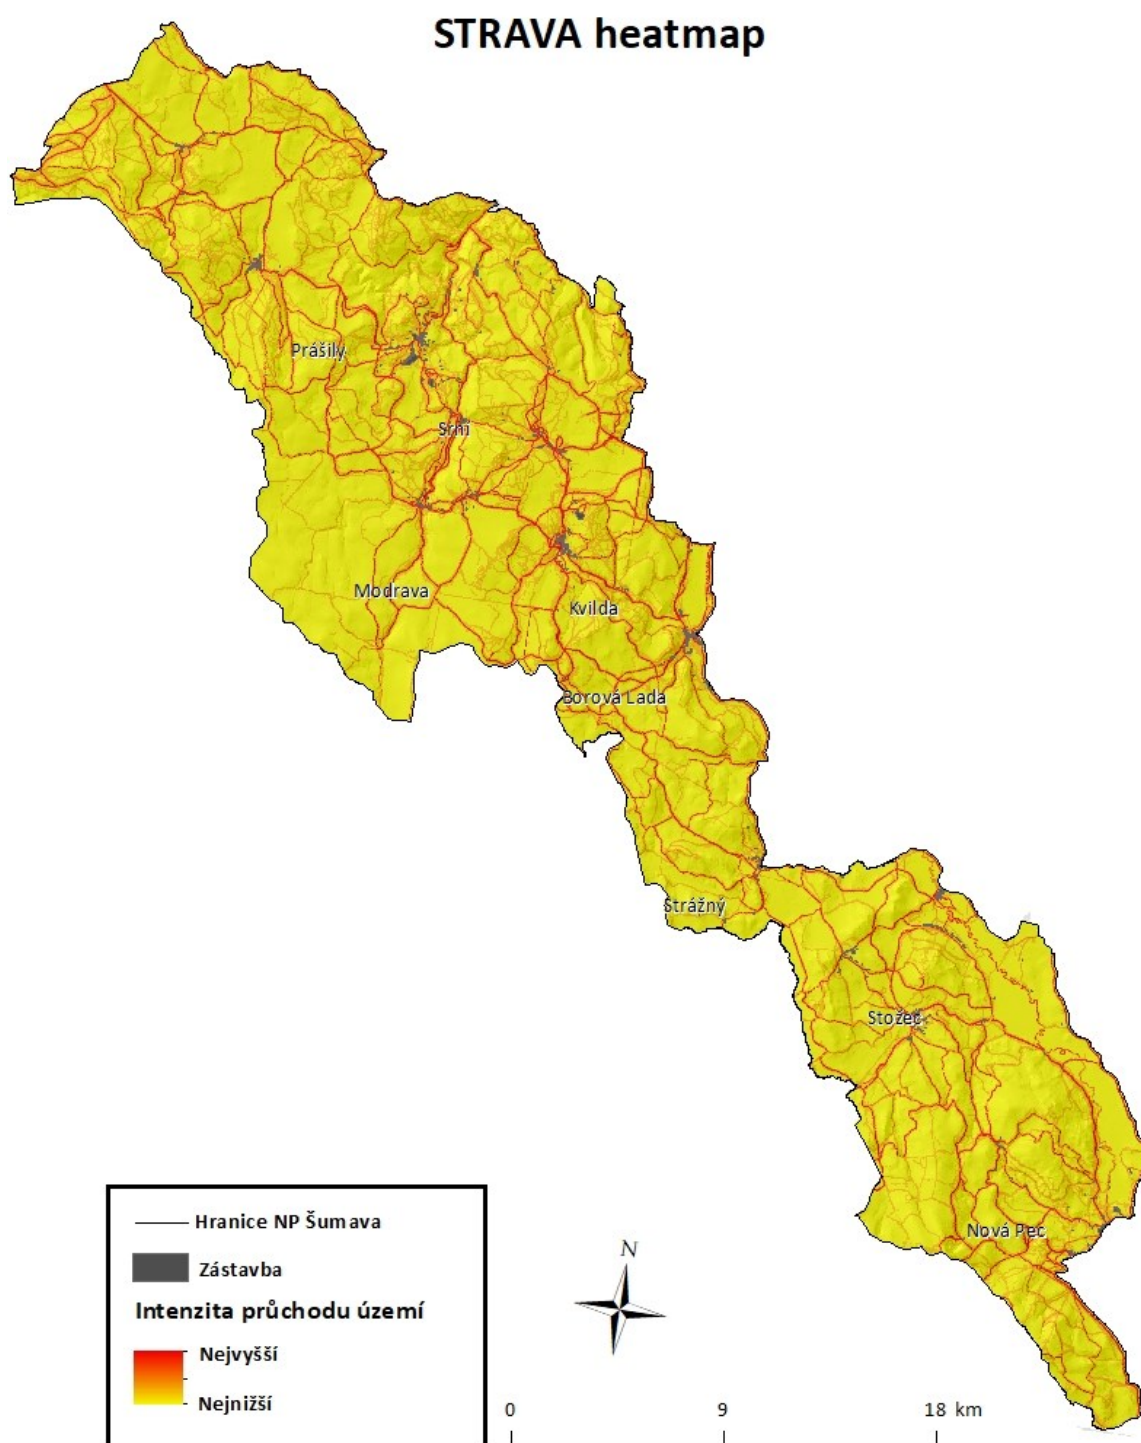 STRAVA heatmap
Prášily
Srní
Modrava
Kvilda
Borová Lada
Strážný
Stožec
Nová Pec
Hranice NP Šumava
Zástavba
Intenzita průchodu území
Nejvyšší
Nejnižší
N
0 9 18 km